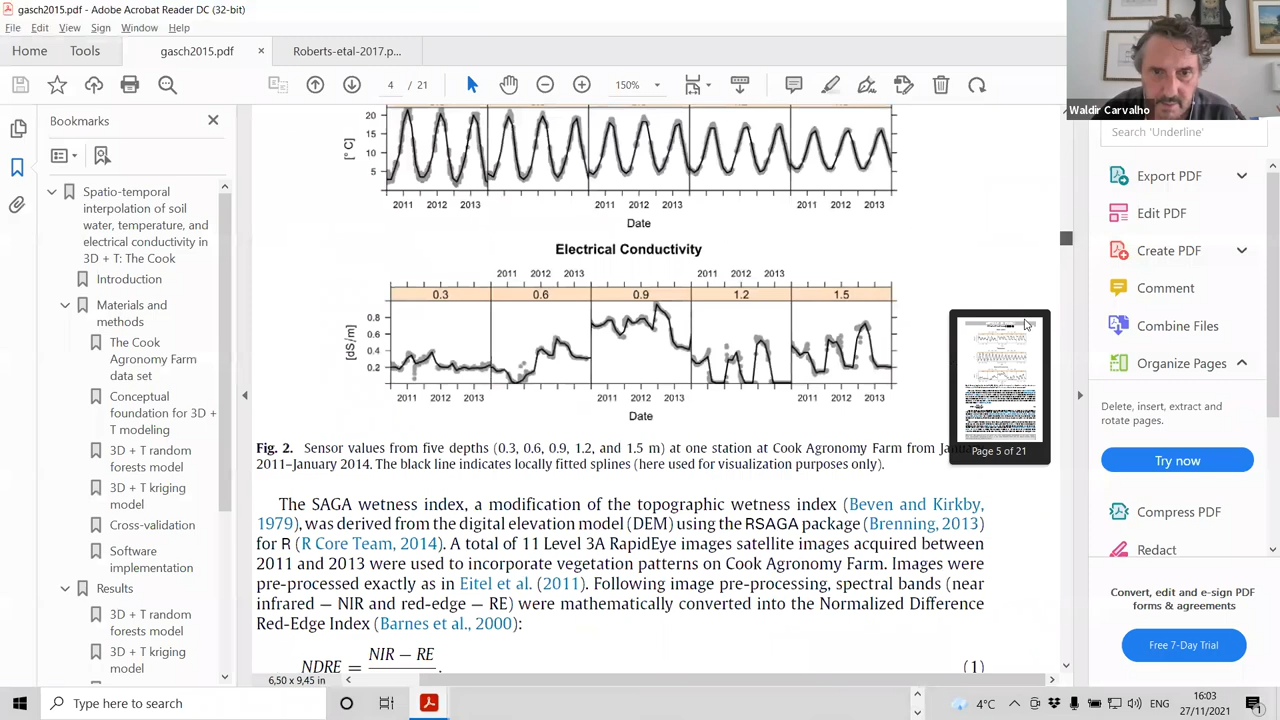 gasch2015.pdf - Adobe Acrobat Reader DC (32-bit)
File Edit View Sign Window Help
Home Tools gasch2015.pdf × Roberts-etal-2017.p...
4 / 21 150%
Waldir Carvalho
Bookmarks
Spatio-temporal
interpolation of soil
water, temperature, and
electrical conductivity in
3D + T: The Cook
Introduction
Materials and
methods
The Cook
Agronomy Farm
data set
Conceptual
foundation for 3D +
T modeling
3D + T random
forests model
3D + T kriging
model
Cross-validation
Software
implementation
Results
3D + T random
forests model
3D + T kriging
model
20
[°C] 10
5
2011 2012 2013 2011 2012 2013 2011 2012 2013
Date
Electrical Conductivity
2011 2012 2013 2011 2012 2013
0.3 0.6 0.9 1.2 1.5
0.8
0.6
[dS/m] 0.4
0.2
2011 2012 2013 2011 2012 2013 2011 2012 2013
Date
Fig. 2. Sensor values from five depths (0.3, 0.6, 0.9, 1.2, and 1.5 m) at one station at Cook Agronomy Farm from
2011–January 2014. The black line indicates locally fitted splines (here used for visualization purposes only).
The SAGA wetness index, a modification of the topographic wetness index (Beven and Kirkby,
1979), was derived from the digital elevation model (DEM) using the RSAGA package (Brenning, 2013)
for R (R Core Team, 2014). A total of 11 Level 3A RapidEye images satellite images acquired between
2011 and 2013 were used to incorporate vegetation patterns on Cook Agronomy Farm. Images were
pre-processed exactly as in Eitel et al. (2011). Following image pre-processing, spectral bands (near
infrared – NIR and red-edge – RE) were mathematically converted into the Normalized Difference
Red-Edge Index (Barnes et al., 2000):
NDRE = NIR – RE (1)
6,50 x 9,45 in
Page 5 of 21
Search 'Underline'
Export PDF
Edit PDF
Create PDF
Comment
Combine Files
Organize Pages
Delete, insert, extract and
rotate pages.
Try now
Compress PDF
Redact
Convert, edit and e-sign PDF
forms & agreements
Free 7-Day Trial
Type here to search
4°C ENG 16:03
27/11/2021